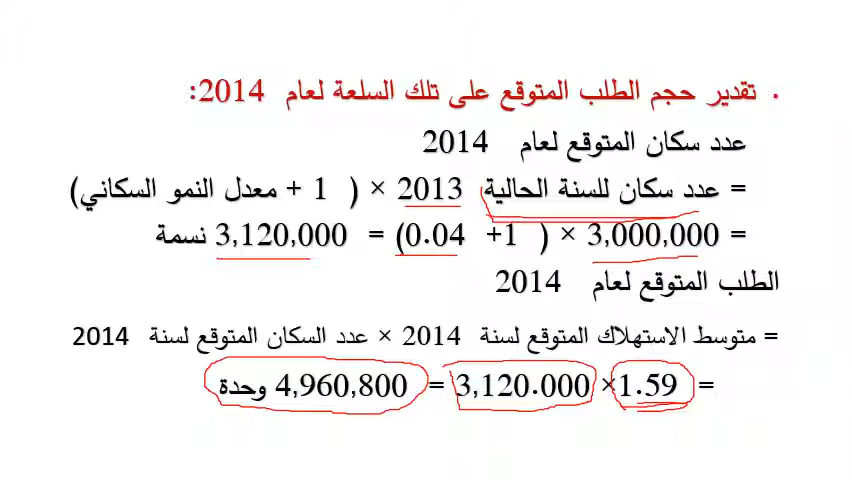 • تقدير حجم الطلب المتوقع على تلك السلعة لعام 2014:
عدد سكان المتوقع لعام 2014
= عدد سكان للسنة الحالية 2013 × ( 1 + معدل النمو السكاني)
= 3,000,000 × ( 1+ 0.04) = 3,120,000 نسمة
الطلب المتوقع لعام 2014
= متوسط الاستهلاك المتوقع لسنة 2014 × عدد السكان المتوقع لسنة 2014
= 1.59× 3,120.000 = 4,960,800 وحدة